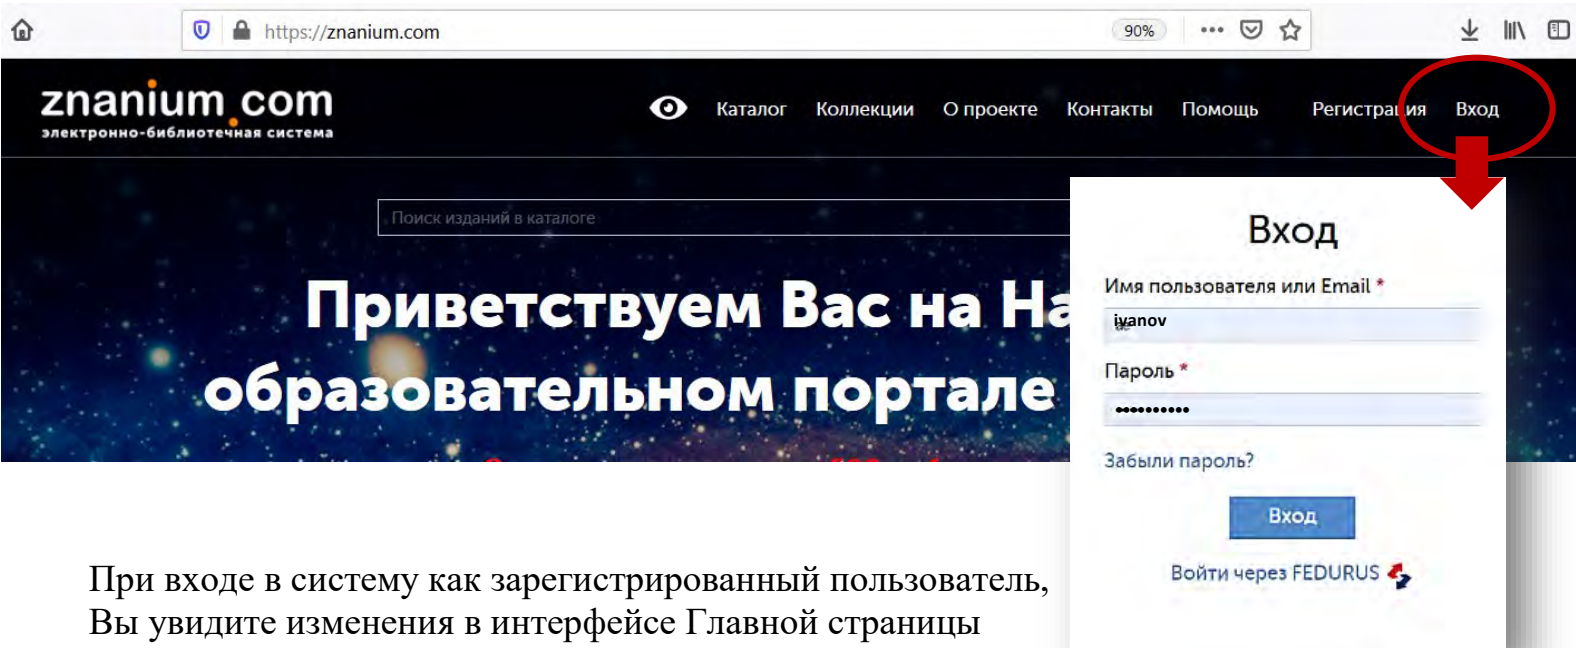 https://znanium.com
90%
znanium.com
электронно-библиотечная система
Каталог Коллекции О проекте Контакты Помощь Регистрация Вход
Поиск изданий в каталоге
Приветствуем Вас на На
образовательном портале
Вход
Имя пользователя или Email *
ivanov
Пароль *
••••••••••
Забыли пароль?
Вход
Войти через FEDURUS
При входе в систему как зарегистрированный пользователь,
Вы увидите изменения в интерфейсе Главной страницы